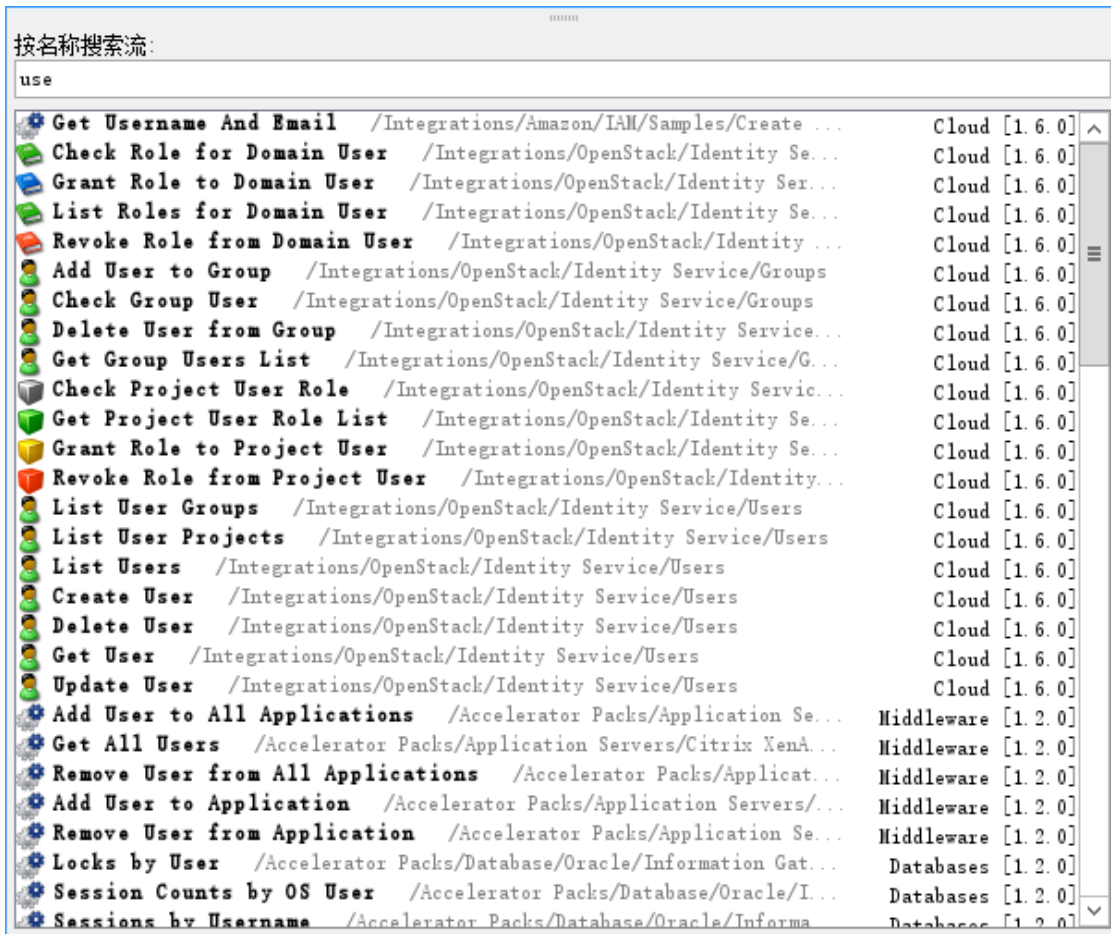 按名称搜索流:
use
Get Username And Email /Integrations/Amazon/IAM/Samples/Create ... Cloud [1.6.0]
Check Role for Domain User /Integrations/OpenStack/Identity Se... Cloud [1.6.0]
Grant Role to Domain User /Integrations/OpenStack/Identity Ser... Cloud [1.6.0]
List Roles for Domain User /Integrations/OpenStack/Identity Se... Cloud [1.6.0]
Revoke Role from Domain User /Integrations/OpenStack/Identity ... Cloud [1.6.0]
Add User to Group /Integrations/OpenStack/Identity Service/Groups Cloud [1.6.0]
Check Group User /Integrations/OpenStack/Identity Service/Groups Cloud [1.6.0]
Delete User from Group /Integrations/OpenStack/Identity Service... Cloud [1.6.0]
Get Group Users List /Integrations/OpenStack/Identity Service/G... Cloud [1.6.0]
Check Project User Role /Integrations/OpenStack/Identity Servic... Cloud [1.6.0]
Get Project User Role List /Integrations/OpenStack/Identity Se... Cloud [1.6.0]
Grant Role to Project User /Integrations/OpenStack/Identity Se... Cloud [1.6.0]
Revoke Role from Project User /Integrations/OpenStack/Identity... Cloud [1.6.0]
List User Groups /Integrations/OpenStack/Identity Service/Users Cloud [1.6.0]
List User Projects /Integrations/OpenStack/Identity Service/Users Cloud [1.6.0]
List Users /Integrations/OpenStack/Identity Service/Users Cloud [1.6.0]
Create User /Integrations/OpenStack/Identity Service/Users Cloud [1.6.0]
Delete User /Integrations/OpenStack/Identity Service/Users Cloud [1.6.0]
Get User /Integrations/OpenStack/Identity Service/Users Cloud [1.6.0]
Update User /Integrations/OpenStack/Identity Service/Users Cloud [1.6.0]
Add User to All Applications /Accelerator Packs/Application Se... Middleware [1.2.0]
Get All Users /Accelerator Packs/Application Servers/Citrix XenA... Middleware [1.2.0]
Remove User from All Applications /Accelerator Packs/Applicat... Middleware [1.2.0]
Add User to Application /Accelerator Packs/Application Servers/... Middleware [1.2.0]
Remove User from Application /Accelerator Packs/Application Se... Middleware [1.2.0]
Locks by User /Accelerator Packs/Database/Oracle/Information Gat... Databases [1.2.0]
Session Counts by OS User /Accelerator Packs/Database/Oracle/I... Databases [1.2.0]
Sessions by Username /Accelerator Packs/Database/Oracle/Informa... Databases [1.2.0]